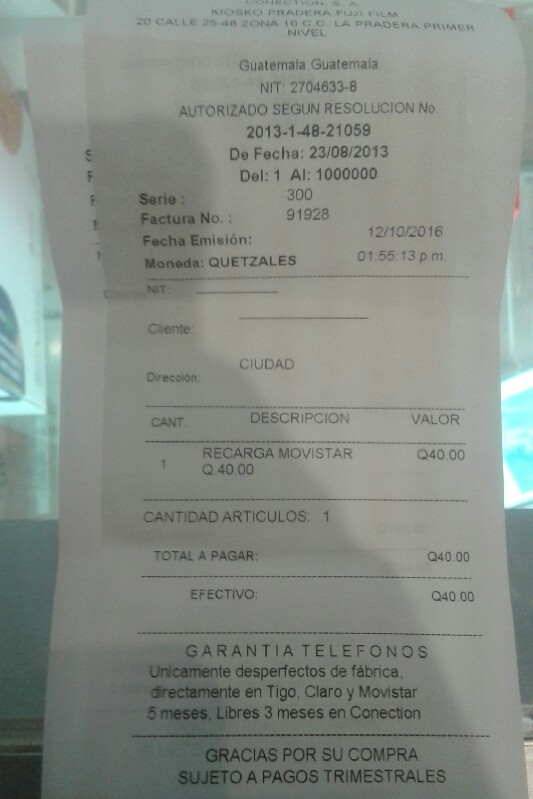 CONECTION, S. A.
KIOSKO PRADERA FUJI FILM
20 CALLE 25-46 ZONA 10 C.C. LA PRADERA PRIMER
NIVEL
Guatemala Guatemala
NIT: 2704633-8
AUTORIZADO SEGUN RESOLUCION No.
2013-1-48-21059
De Fecha: 23/08/2013
Del: 1 Al: 1000000
Serie : 300
Factura No. : 91928
Fecha Emisión: 12/10/2016
Moneda: QUETZALES 01:55:13 p.m.
NIT:
Cliente:
CIUDAD
Dirección:
CANT. DESCRIPCION VALOR
1 RECARGA MOVISTAR Q40.00
Q.40.00
CANTIDAD ARTICULOS: 1
TOTAL A PAGAR: Q40.00
EFECTIVO: Q40.00
GARANTIA TELEFONOS
Unicamente desperfectos de fábrica,
directamente en Tigo, Claro y Movistar
5 meses, Libres 3 meses en Conection
GRACIAS POR SU COMPRA
SUJETO A PAGOS TRIMESTRALES